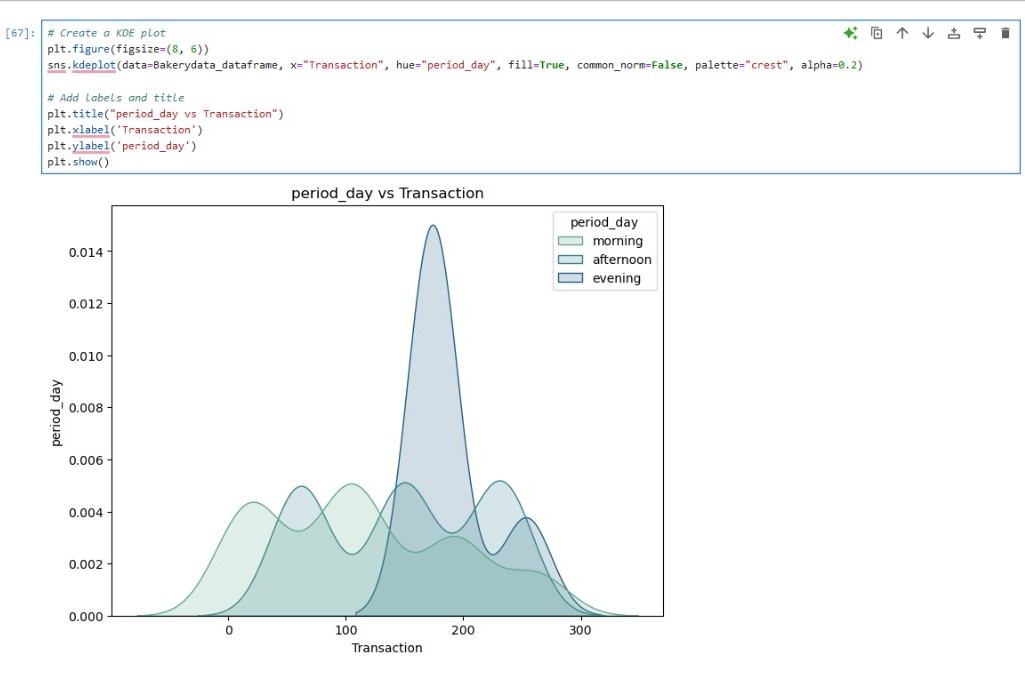 [67]: # Create a KDE plot
plt.figure(figsize=(8, 6))
sns.kdeplot(data=Bakerydata_dataframe, x="Transaction", hue="period_day", fill=True, common_norm=False, palette="crest", alpha=0.2)
# Add labels and title
plt.title("period_day vs Transaction")
plt.xlabel('Transaction')
plt.ylabel('period_day')
plt.show()
period_day vs Transaction
period_day
morning
afternoon
evening
0.014
0.012
0.010
0.008
0.006
0.004
0.002
0.000
period_day
0 100 200 300
Transaction